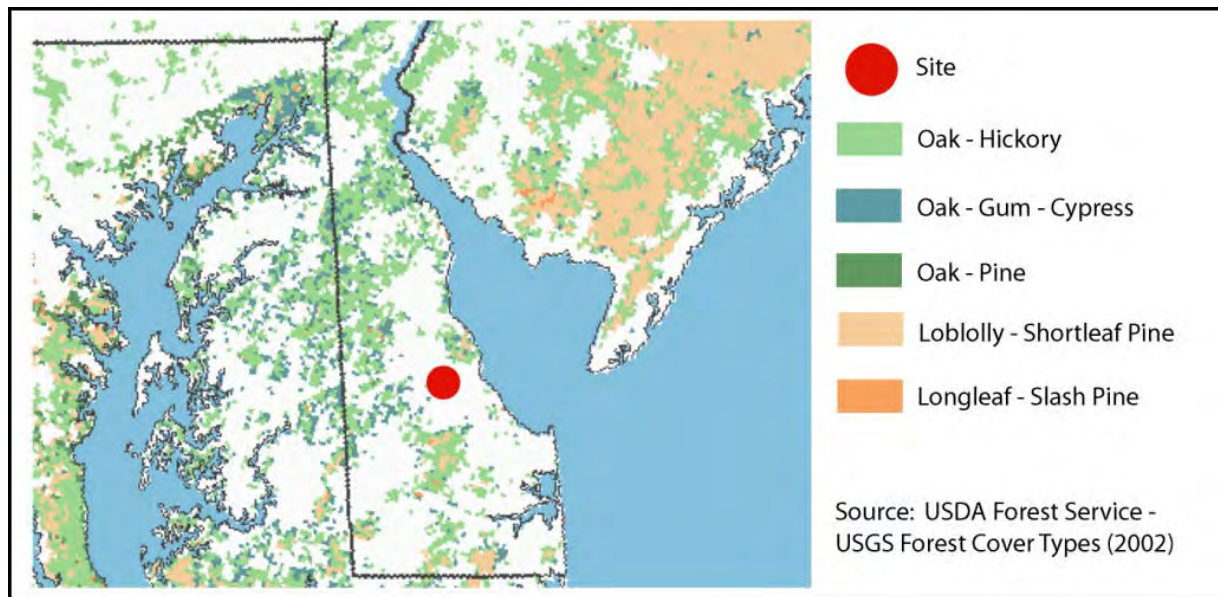 Site
Oak - Hickory
Oak - Gum - Cypress
Oak - Pine
Loblolly - Shortleaf Pine
Longleaf - Slash Pine
Source: USDA Forest Service -
USGS Forest Cover Types (2002)